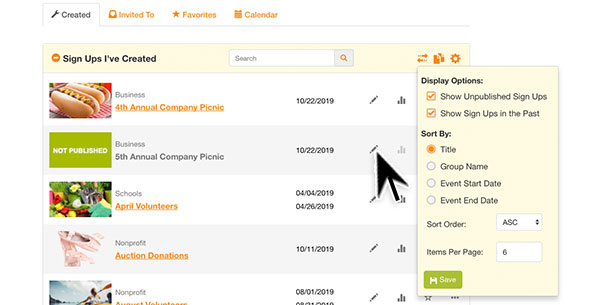 Created
Invited To
Favorites
Calendar
Sign Ups I've Created
Search
Business
4th Annual Company Picnic
10/22/2019
NOT PUBLISHED
Business
5th Annual Company Picnic
10/22/2019
Schools
April Volunteers
04/04/2019
04/26/2019
Nonprofit
Auction Donations
10/11/2019
Nonprofit
August Volunteers
08/01/2019
Display Options:
Show Unpublished Sign Ups
Show Sign Ups in the Past
Sort By:
Title
Group Name
Event Start Date
Event End Date
Sort Order: ASC
Items Per Page: 6
Save